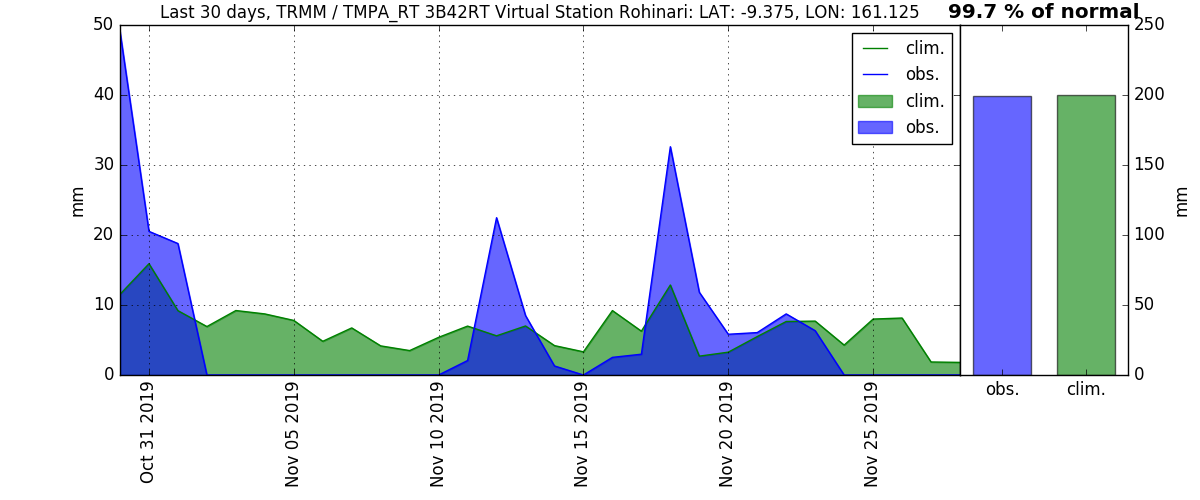 Last 30 days, TRMM / TMPA_RT 3B42RT Virtual Station Rohinari: LAT: -9.375, LON: 161.125
99.7 % of normal
50
40
30
20
10
0
mm
clim.
obs.
clim.
obs.
Oct 31 2019
Nov 05 2019
Nov 10 2019
Nov 15 2019
Nov 20 2019
Nov 25 2019
250
200
150
100
50
0
mm
obs.
clim.